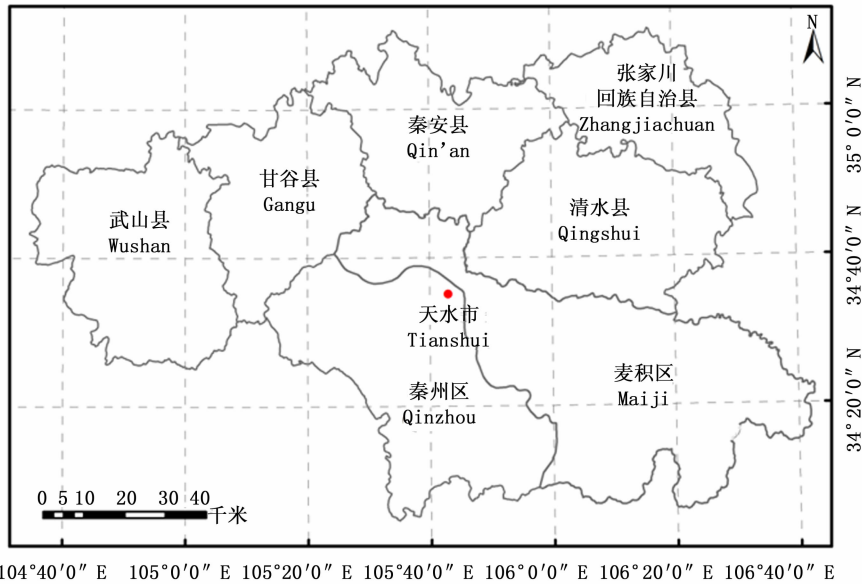 N
张家川
回族自治县
Zhangjiachuan
秦安县
Qin'an
甘谷县
Gangu
武山县
Wushan
清水县
Qingshui
天水市
Tianshui
麦积区
Maiji
秦州区
Qinzhou
0 5 10 20 30 40
千米
35° 0′0″ N
34°40′0″ N
34°20′0″ N
104°40′0″ E 105°0′0″ E 105°20′0″ E 105°40′0″ E 106°0′0″ E 106°20′0″ E 106°40′0″ E